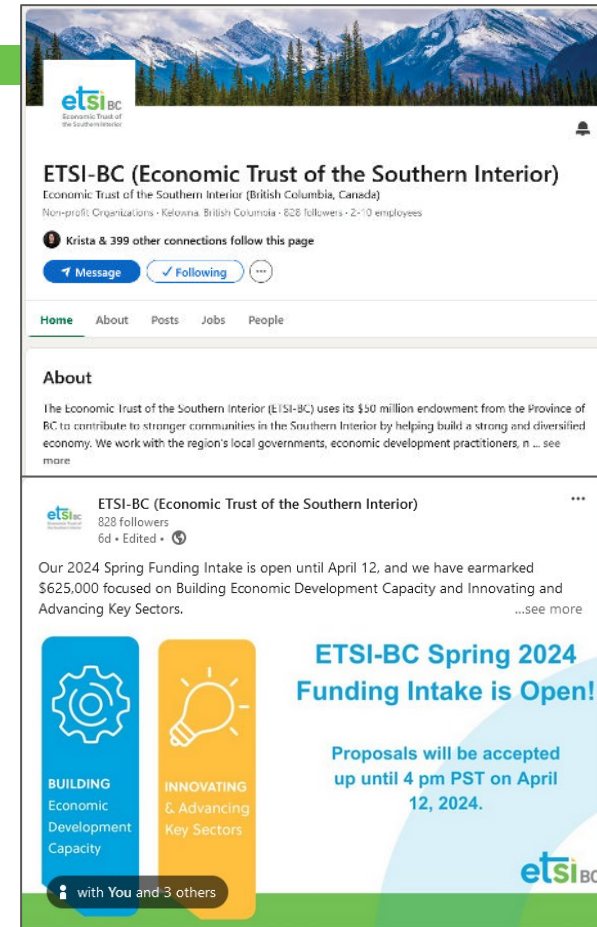 etsi BC
Economic Trust of
the Southern Interior
ETSI-BC (Economic Trust of the Southern Interior)
Economic Trust of the Southern Interior (British Columbia, Canada)
Non-profit Organizations · Kelowna, British Columbia · 828 followers · 2-10 employees
Krista & 399 other connections follow this page
Message
Following
Home About Posts Jobs People
About
The Economic Trust of the Southern Interior (ETSI-BC) uses its $50 million endowment from the Province of
BC to contribute to stronger communities in the Southern Interior by helping build a strong and diversified
economy. We work with the region's local governments, economic development practitioners, n ... see
more
etsi BC
ETSI-BC (Economic Trust of the Southern Interior)
828 followers
6d • Edited •
Our 2024 Spring Funding Intake is open until April 12, and we have earmarked
$625,000 focused on Building Economic Development Capacity and Innovating and
Advancing Key Sectors. ...see more
BUILDING
Economic
Development
Capacity
INNOVATING
& Advancing
Key Sectors
ETSI-BC Spring 2024
Funding Intake is Open!
Proposals will be accepted
up until 4 pm PST on April
12, 2024.
with You and 3 others
etsi BC